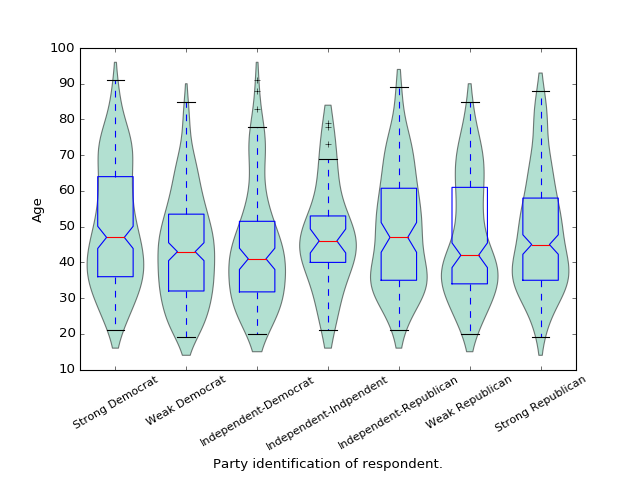 100
90
80
70
60
50
40
30
20
10
Age
Strong Democrat
Weak Democrat
Independent-Democrat
Independent-Indpendent
Independent-Republican
Weak Republican
Strong Republican
Party identification of respondent.